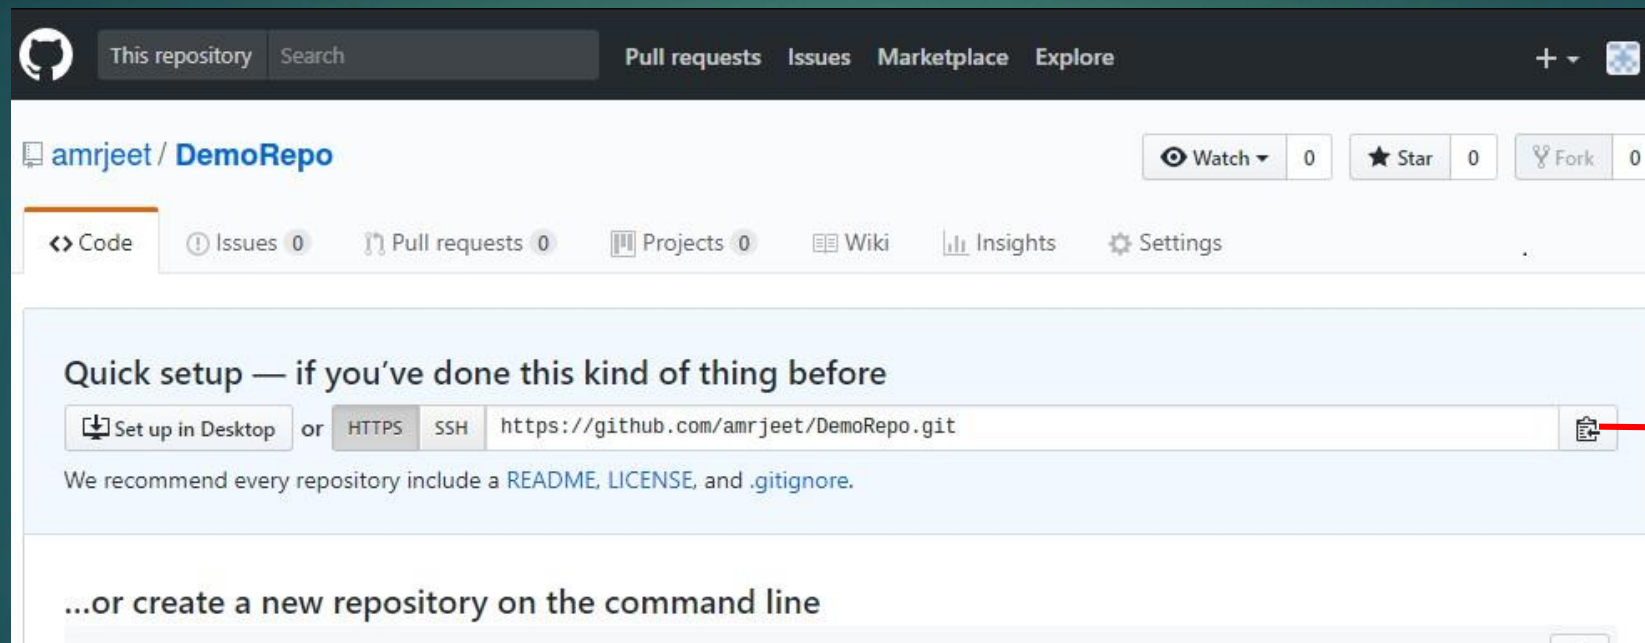 This repository Search Pull requests Issues Marketplace Explore
amrjeet / DemoRepo Watch 0 Star 0 Fork 0
Code Issues 0 Pull requests 0 Projects 0 Wiki Insights Settings
Quick setup — if you’ve done this kind of thing before
Set up in Desktop or HTTPS SSH https://github.com/amrjeet/DemoRepo.git
We recommend every repository include a README, LICENSE, and .gitignore.
...or create a new repository on the command line